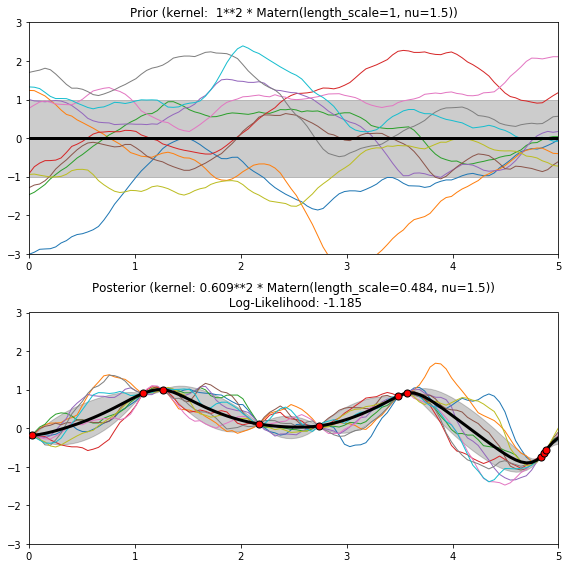 Prior (kernel:  1**2 * Matern(length_scale=1, nu=1.5))
3
2
1
0
-1
-2
-3
0 1 2 3 4 5
Posterior (kernel: 0.609**2 * Matern(length_scale=0.484, nu=1.5))
Log-Likelihood: -1.185
3
2
1
0
-1
-2
-3
0 1 2 3 4 5